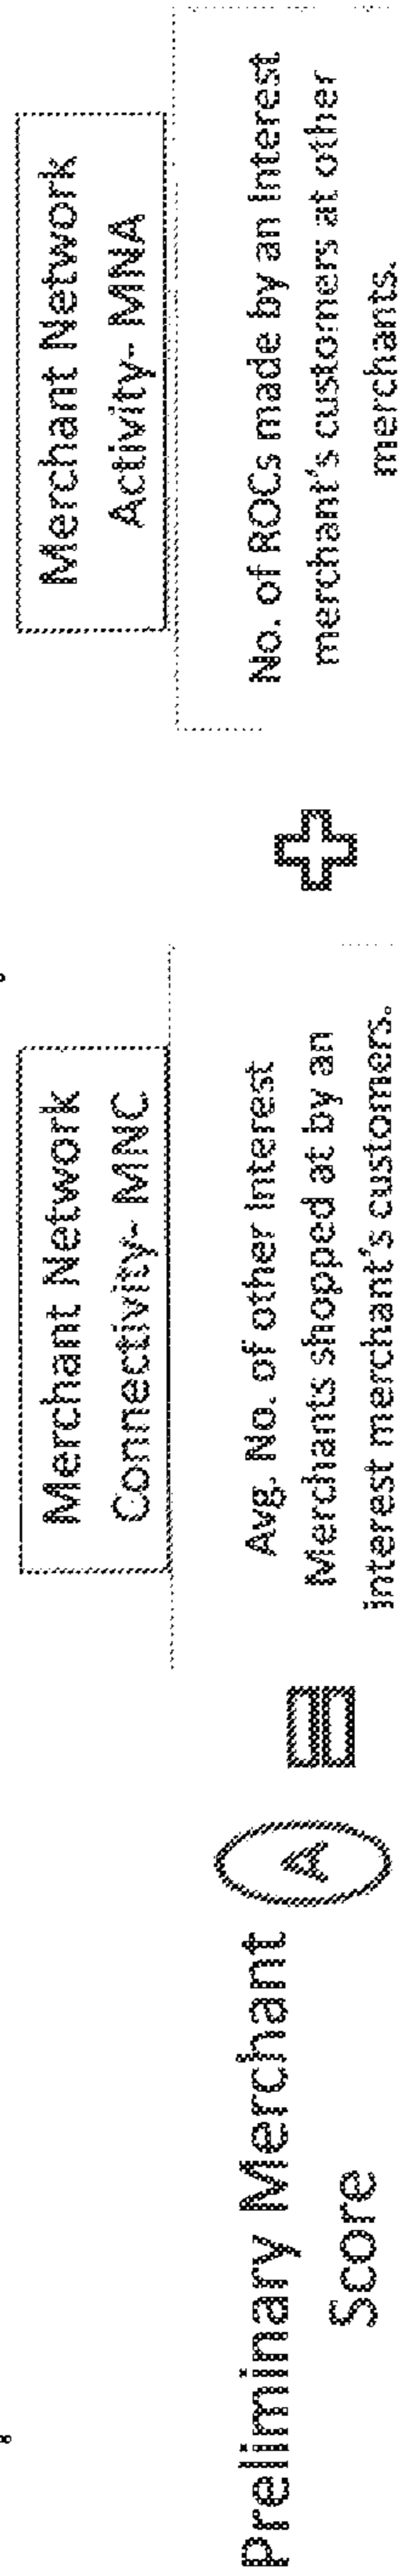 Preliminary Merchant
Score
A
=
Merchant Network
Connectivity- MNC
Avg. No. of other interest
Merchants shopped at by an
interest merchant's customers.
+
Merchant Network
Activity- MNA
No. of ROCs made by an interest
merchant's customers at other
merchants.